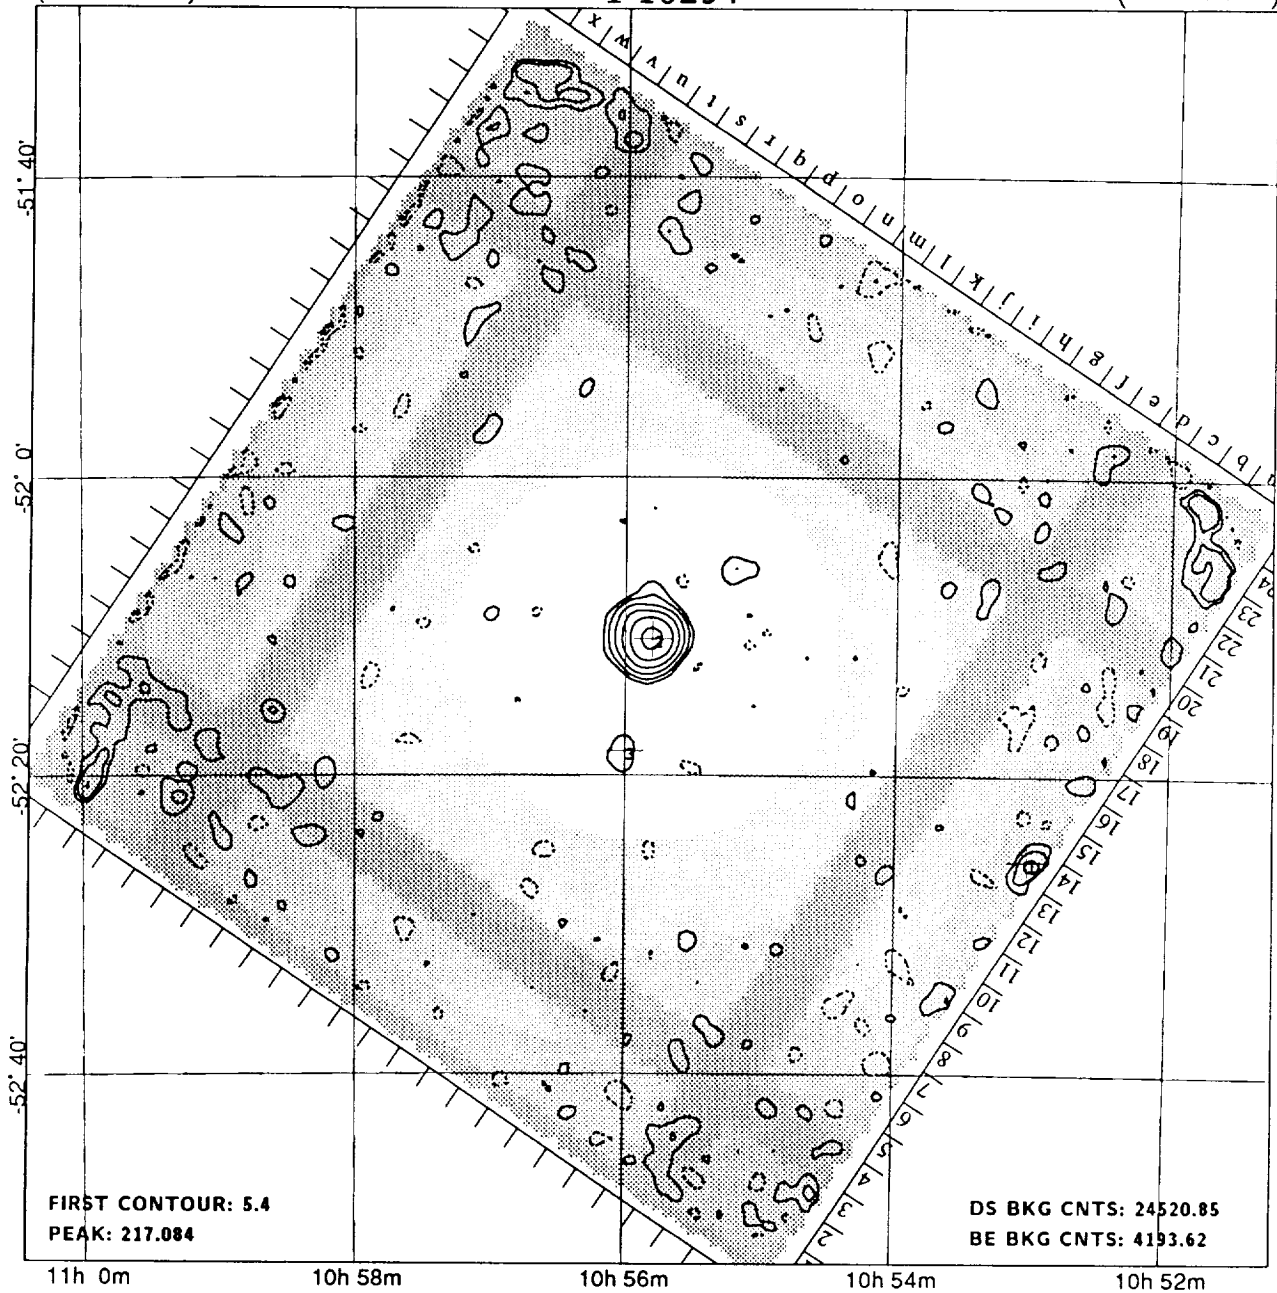 x w v u t s r q p o n m l k j i h g f e d c b
-51° 40'
-52° 0'
-52° 20'
-52° 40'
24 23 22 21 20 19 18 17 16 15 14 13 12 11 10 9 8 7 6 5 4 3 2
FIRST CONTOUR: 5.4
PEAK: 217.084
DS BKG CNTS: 24520.85
BE BKG CNTS: 4193.62
11h 0m 10h 58m 10h 56m 10h 54m 10h 52m